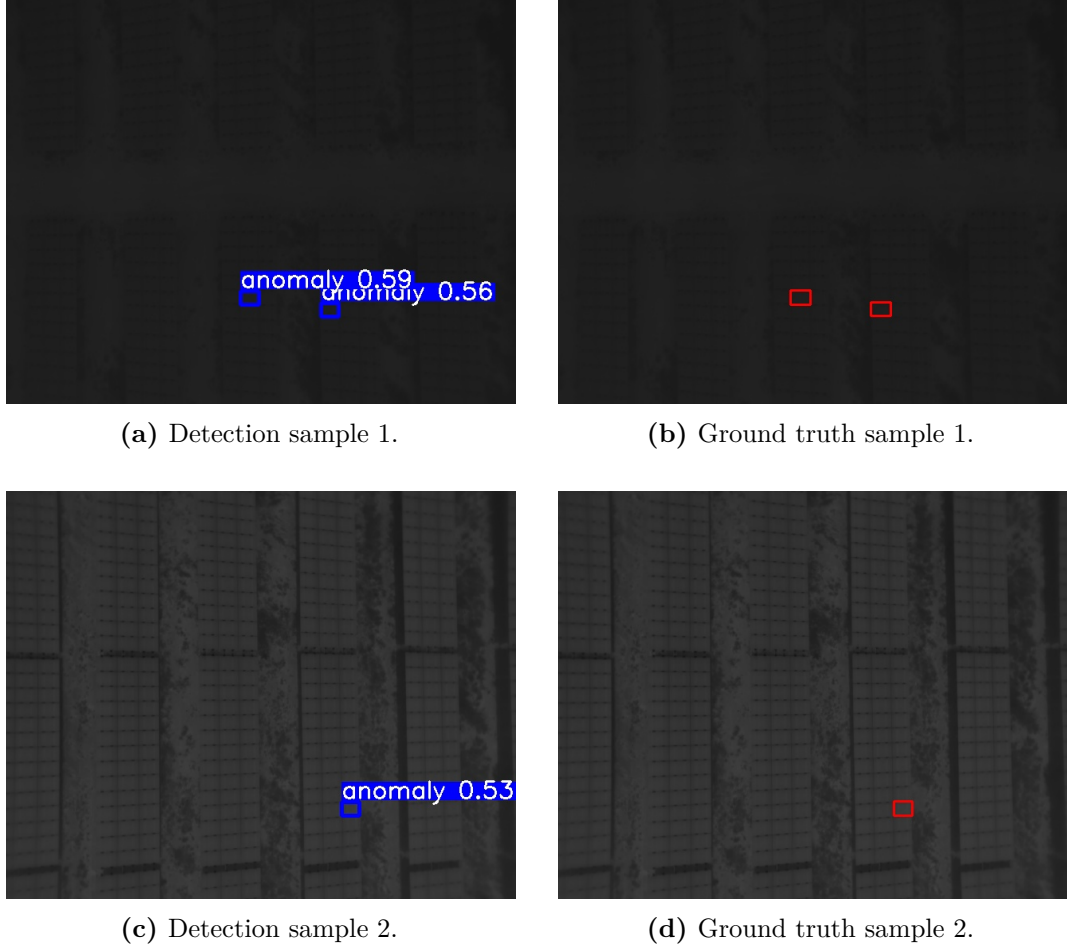 anomaly 0.59
anomaly 0.56
(a) Detection sample 1.
(b) Ground truth sample 1.
anomaly 0.53
(c) Detection sample 2.
(d) Ground truth sample 2.